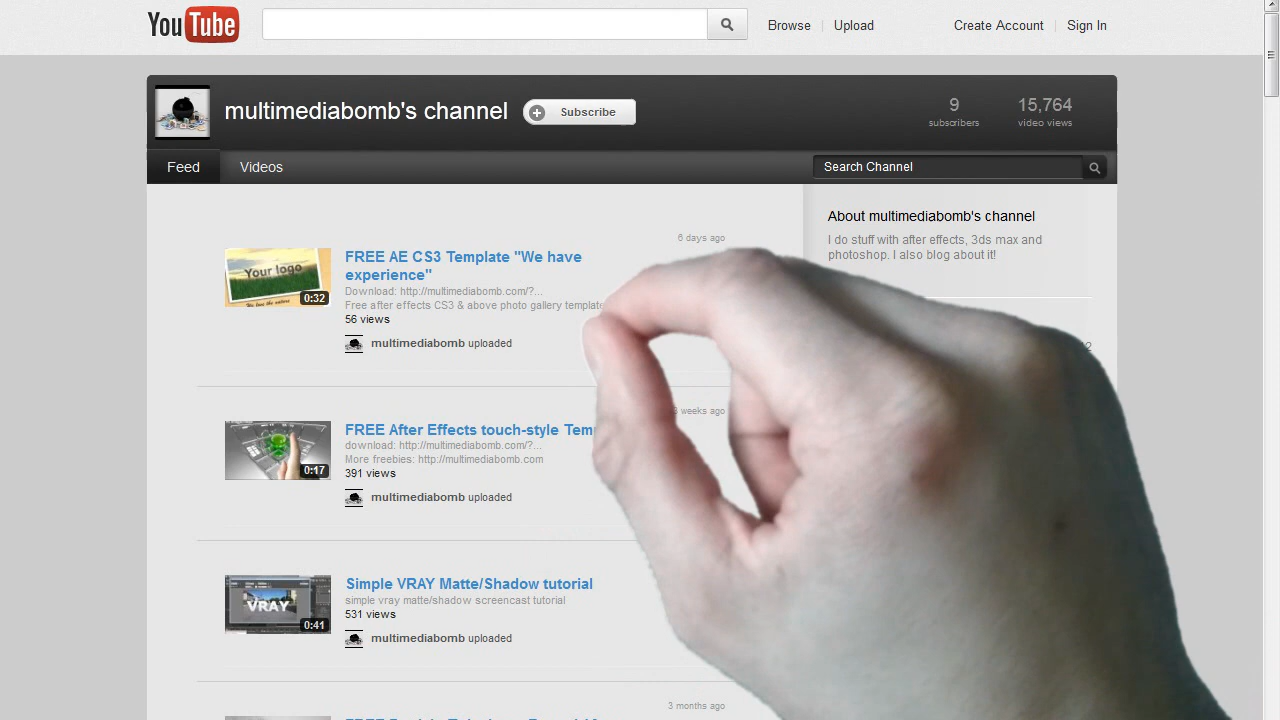 YouTube
Browse
Upload
Create Account
Sign In
multimediabomb's channel
Subscribe
9
subscribers
15,764
video views
Feed
Videos
Search Channel
6 days ago
FREE AE CS3 Template "We have
experience"
Download: http://multimediabomb.com/?...
Free after effects CS3 & above photo gallery template
56 views
multimediabomb uploaded
Your logo
0:32
weeks ago
FREE After Effects touch-style
download: http://multimediabomb.com/?...
More freebies: http://multimediabomb.com
391 views
multimediabomb uploaded
0:17
Simple VRAY Matte/Shadow tutorial
simple vray matte/shadow screencast tutorial
531 views
multimediabomb uploaded
VRAY
0:41
3 months ago
About multimediabomb's channel
I do stuff with after effects, 3ds max and
photoshop. I also blog about it!